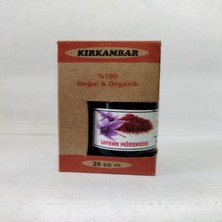 KIRKAMBAR
%100
Doğal & Organik
SAFRAN MÜREKKEBİ
20 cc ℮